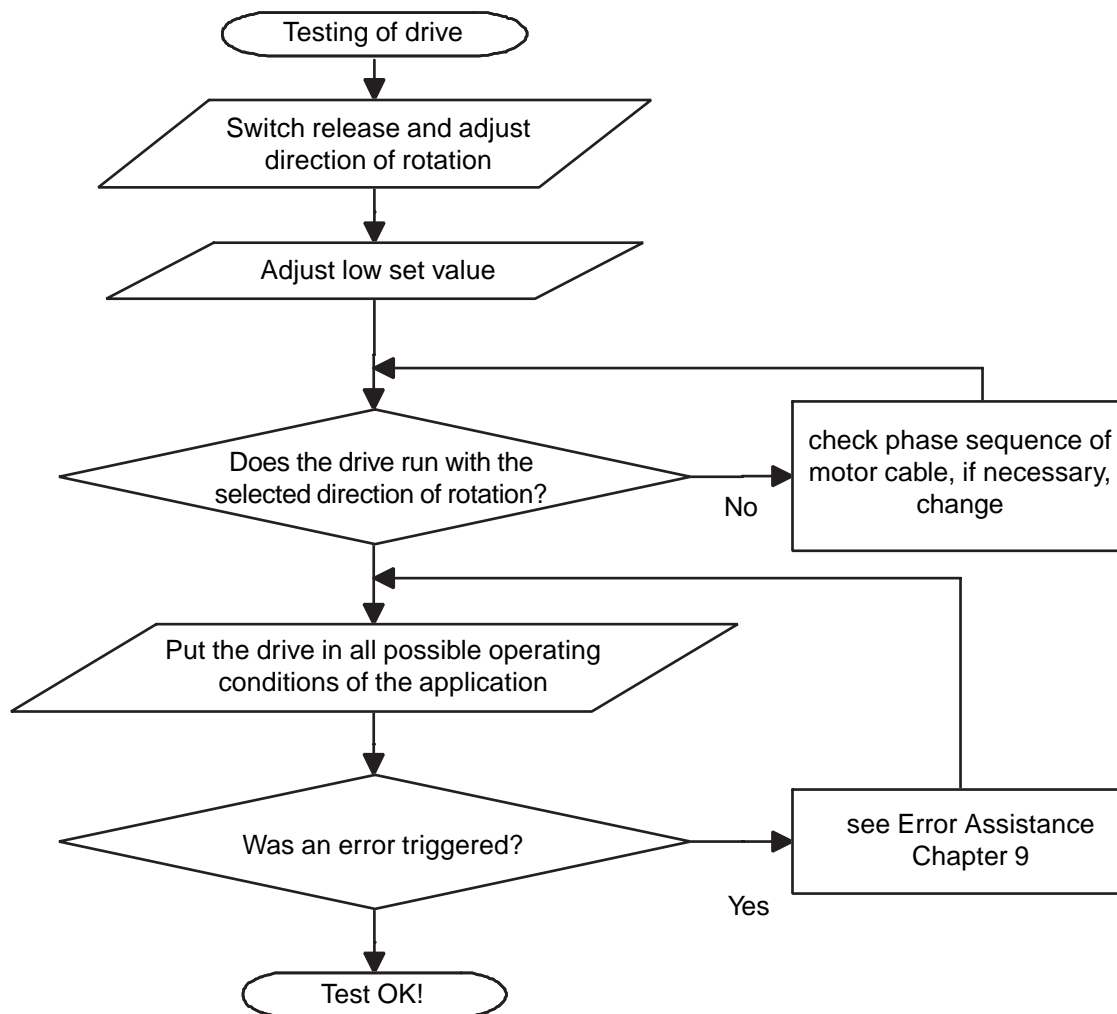 Testing of drive
Switch release and adjust
direction of rotation
Adjust low set value
Does the drive run with the
selected direction of rotation?
No
check phase sequence of
motor cable, if necessary,
change
Put the drive in all possible operating
conditions of the application
Was an error triggered?
Yes
see Error Assistance
Chapter 9
Test OK!